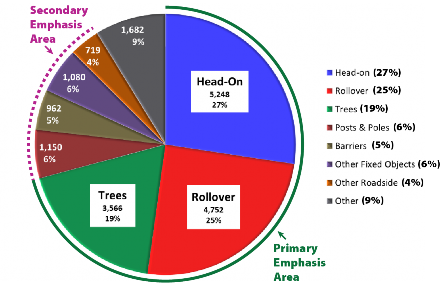 Secondary
Emphasis
Area
1,682
9%
719
4%
1,080
6%
962
5%
1,150
6%
Head-On
5,248
27%
Trees
3,566
19%
Rollover
4,752
25%
Head-on (27%)
Rollover (25%)
Trees (19%)
Posts & Poles (6%)
Barriers (5%)
Other Fixed Objects (6%)
Other Roadside (4%)
Other (9%)
Primary
Emphasis
Area